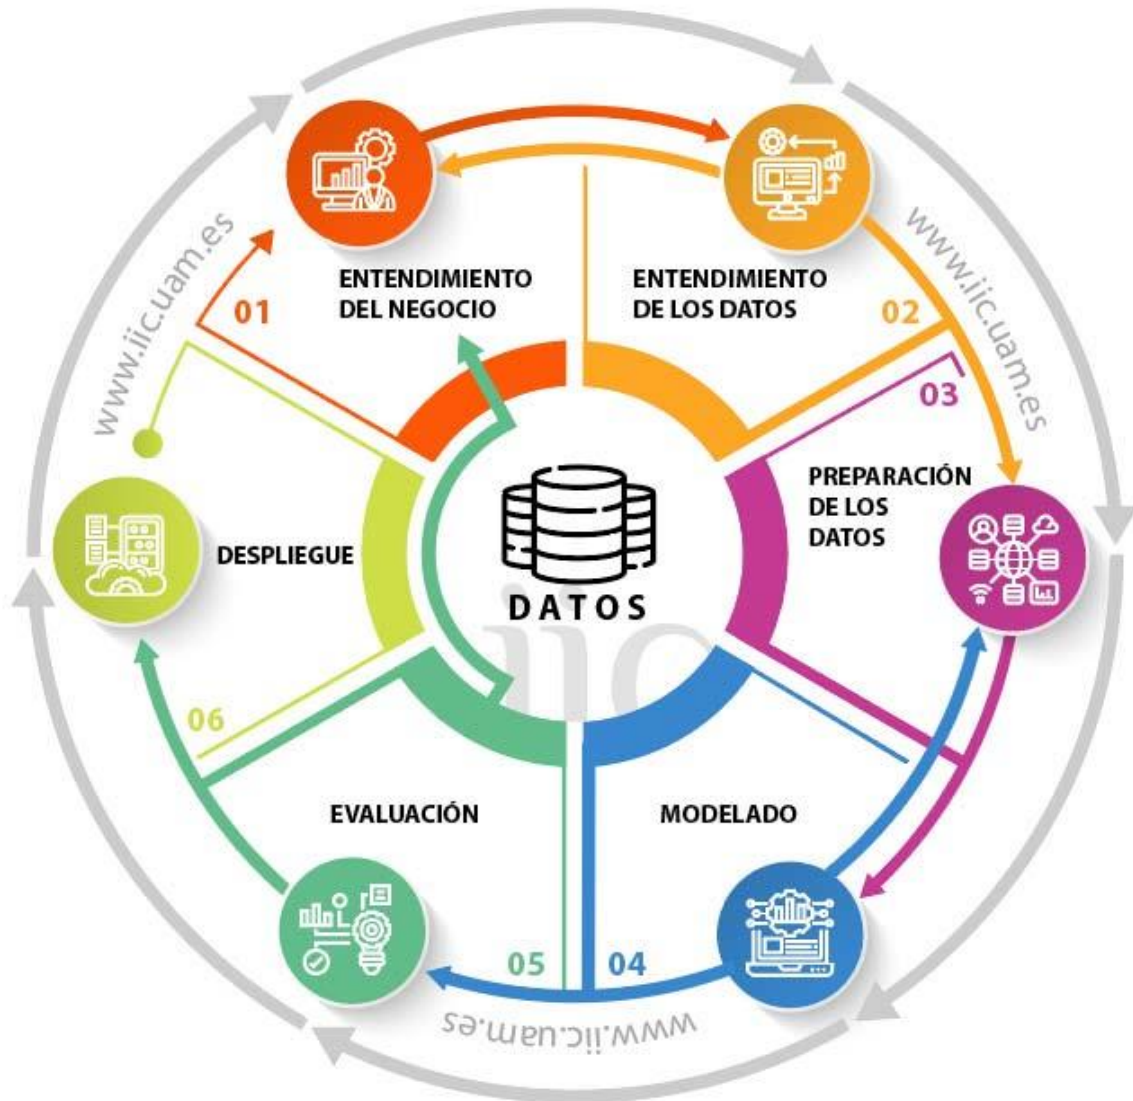 www.iic.uam.es
01
ENTENDIMIENTO
DEL NEGOCIO
ENTENDIMIENTO
DE LOS DATOS
02
www.iic.uam.es
03
PREPARACIÓN
DE LOS
DATOS
DESPLIEGUE
DATOS
iic
06
EVALUACIÓN
MODELADO
05
04
www.iic.uam.es